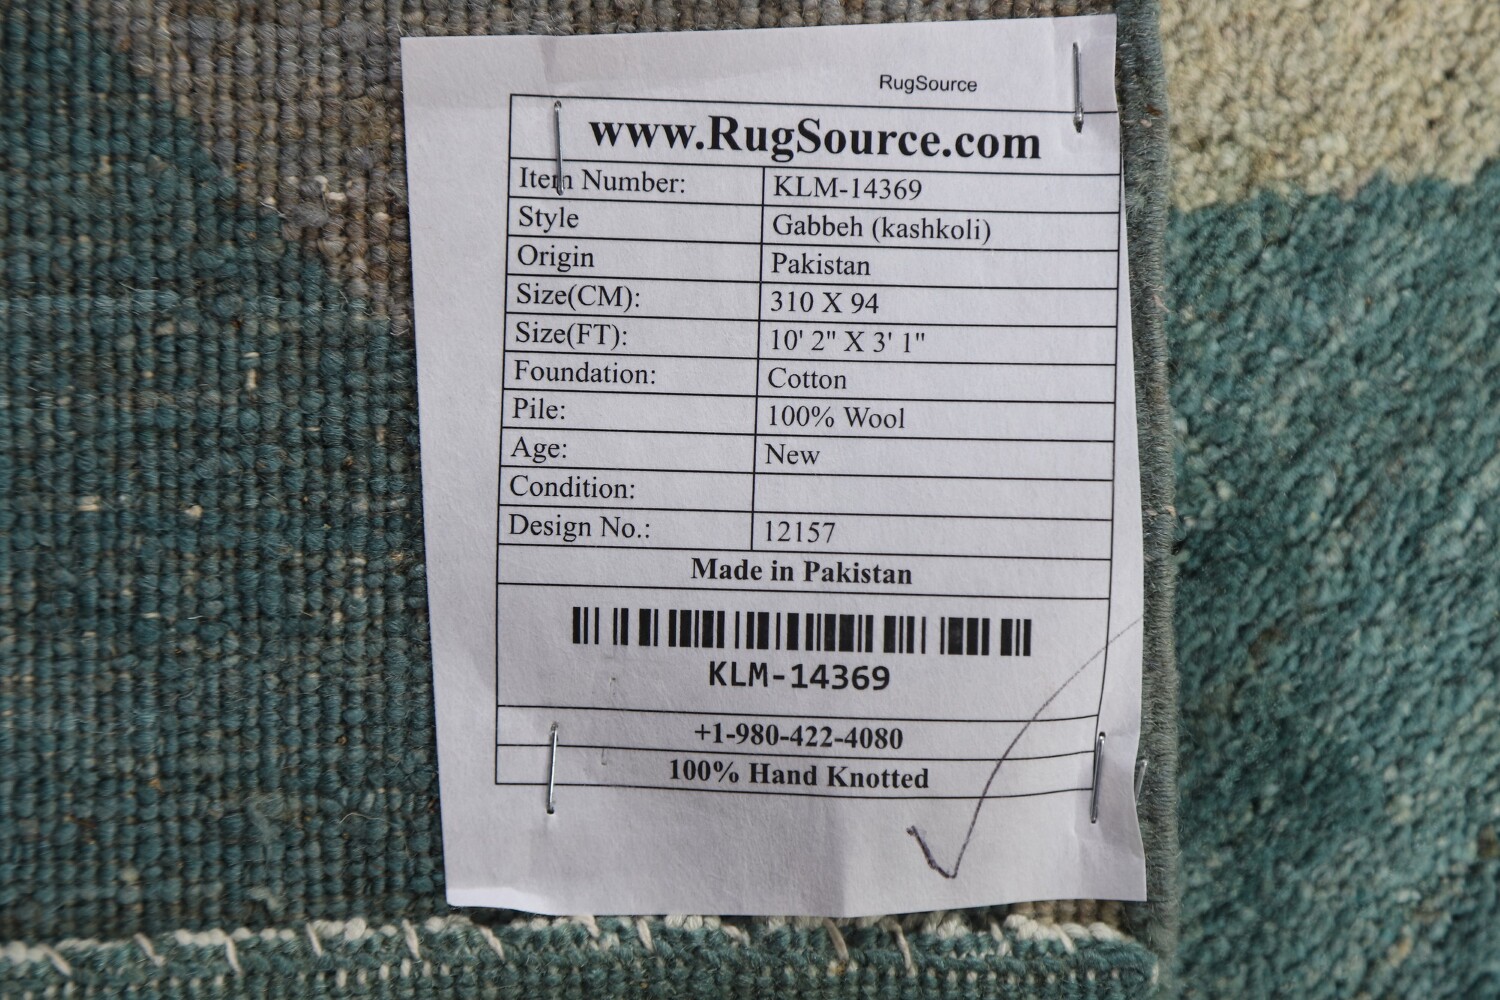 RugSource
www.RugSource.com
Item Number: KLM-14369
Style Gabbeh (kashkoli)
Origin Pakistan
Size(CM): 310 X 94
Size(FT): 10' 2" X 3' 1"
Foundation: Cotton
Pile: 100% Wool
Age: New
Condition:
Design No.: 12157
Made in Pakistan
KLM-14369
+1-980-422-4080
100% Hand Knotted